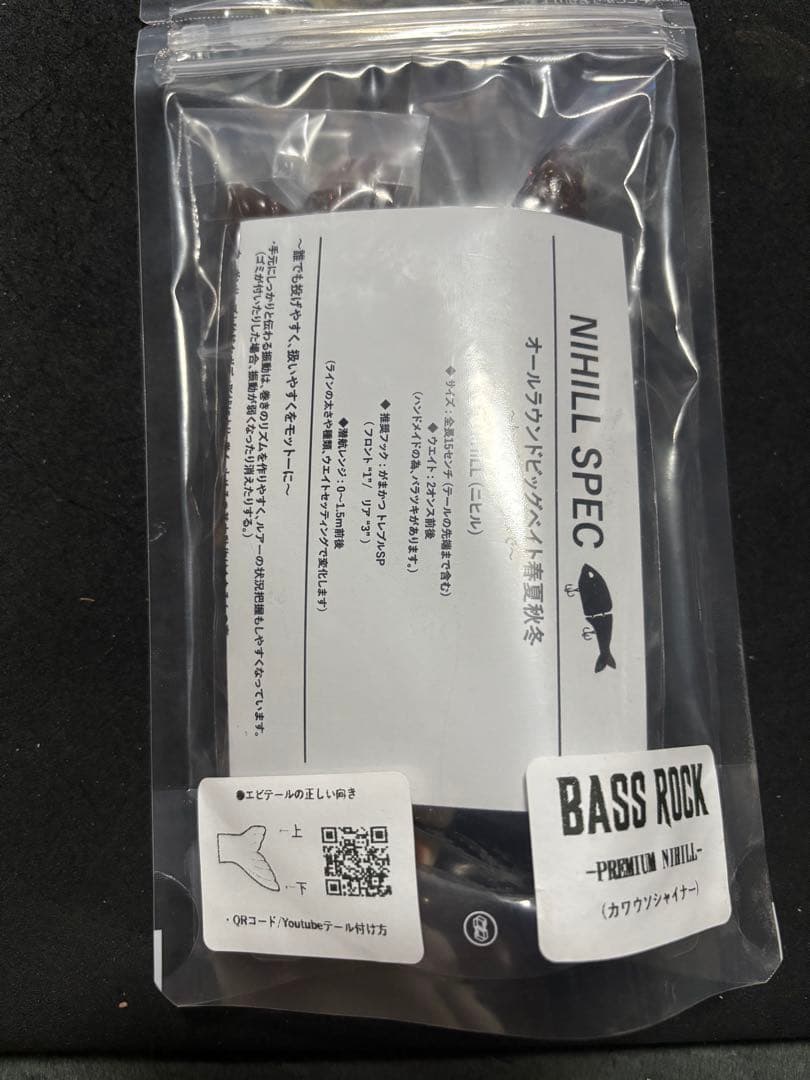 NIHILL SPEC
オールラウンドビッグベイト春夏秋冬
(ニヒル)
◆サイズ：全長15センチ(テールの先端まで含む)
◆ウエイト：2オンス前後
(ハンドメイドの為、バラツキがあります。)
◆推奨フック：がまかつ トレブルSP
(フロント“1”/ リア“3”)
◆潜航レンジ：0〜1.5m前後
(ラインの太さや種類、ウエイトセッティングで変化します)
〜誰でも投げやすく、扱いやすくをモットーに〜
・手元にしっかりと伝わる振動は、巻きのリズムを作りやすく、ルアーの状況把握もしやすくなっています。
(ゴミが付いたりした場合、振動が弱くなったり消えたりする。)
●エビテールの正しい向き
←上
←下
・QRコード/Youtubeテール付け方
BASS ROCK
-PREMIUM NIHILL-
(カワウソシャイナー)